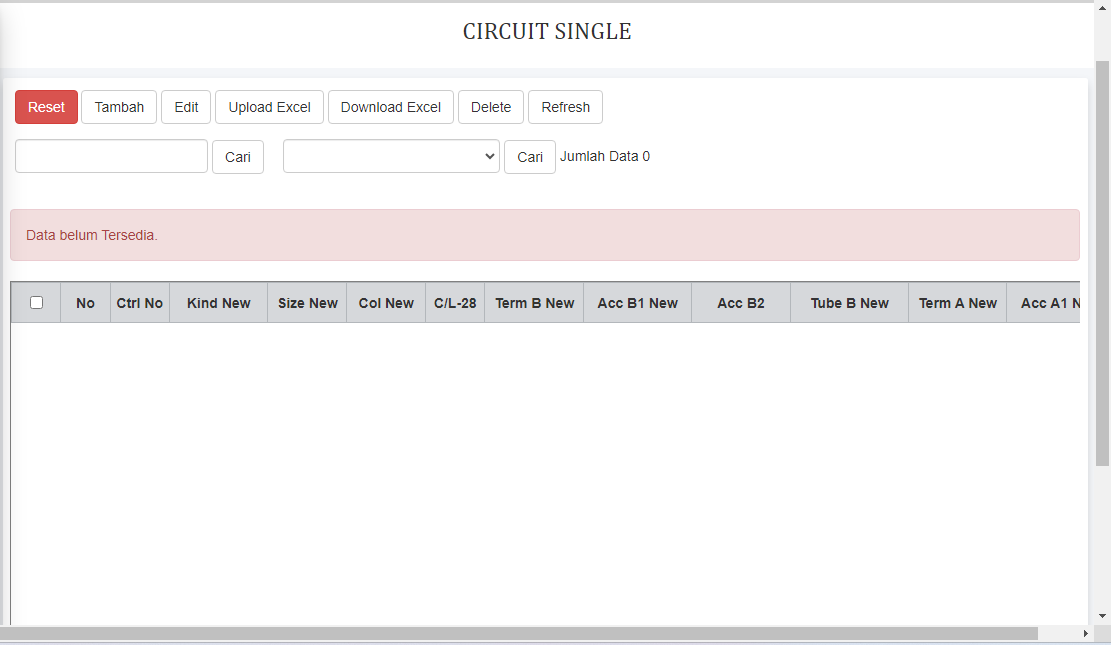 CIRCUIT SINGLE
Reset Tambah Edit Upload Excel Download Excel Delete Refresh
Cari Cari Jumlah Data 0
Data belum Tersedia.
No Ctrl No Kind New Size New Col New C/L-28 Term B New Acc B1 New Acc B2 Tube B New Term A New Acc A1 N